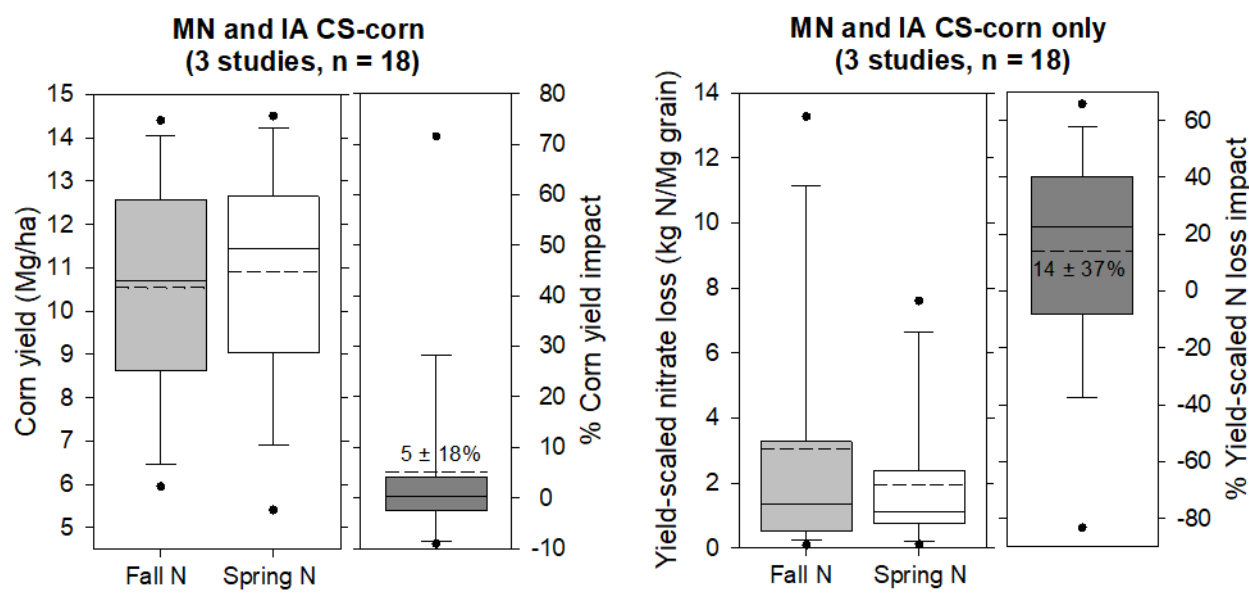 MN and IA CS-corn
(3 studies, n = 18)
Corn yield (Mg/ha)
15
14
13
12
11
10
9
8
7
6
5
Fall N
Spring N
80
70
60
50
40
30
20
10
0
-10
5 ± 18%
% Corn yield impact
MN and IA CS-corn only
(3 studies, n = 18)
Yield-scaled nitrate loss (kg N/Mg grain)
14
12
10
8
6
4
2
0
Fall N
Spring N
60
40
20
0
-20
-40
-60
-80
14 ± 37%
% Yield-scaled N loss impact